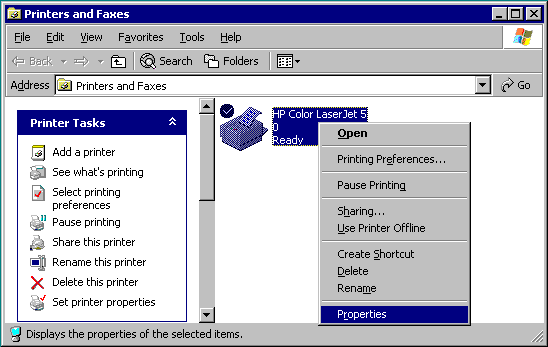 Printers and Faxes
File Edit View Favorites Tools Help
Back Search Folders
Address Printers and Faxes Go
Printer Tasks
Add a printer
See what's printing
Select printing
preferences
Pause printing
Share this printer
Rename this printer
Delete this printer
Set printer properties
HP Color LaserJet 5
0
Ready
Open
Printing Preferences...
Pause Printing
Sharing...
Use Printer Offline
Create Shortcut
Delete
Rename
Properties
Displays the properties of the selected items.